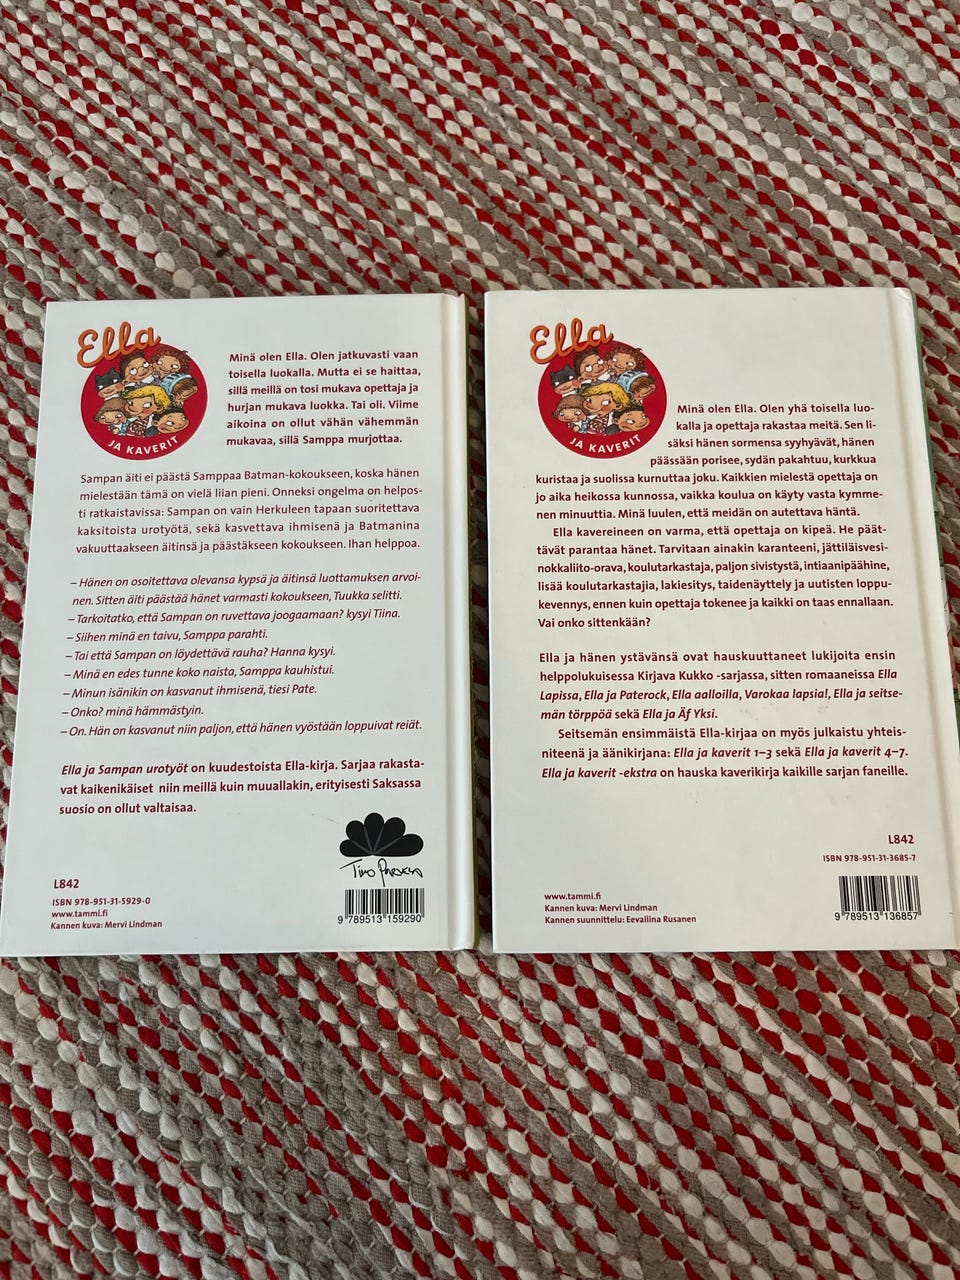 Ella
JA KAVERIT
Minä olen Ella. Olen jatkuvasti vaan
toisella luokalla. Mutta ei se haittaa,
sillä meillä on tosi mukava opettaja ja
hurjan mukava luokka. Tai oli. Viime
aikoina on ollut vähän vähemmän
mukavaa, sillä Samppa murjottaa.
Sampan äiti ei päästä Samppaa Batman-kokoukseen, koska hänen
mielestään tämä on vielä liian pieni. Onneksi ongelma on helpos-
ti ratkaistavissa: Sampan on vain Herkuleen tapaan suoritettava
kaksitoista urotyötä, sekä kasvettava ihmisenä ja Batmanina
vakuuttaakseen äitinsä ja päästäkseen kokoukseen. Ihan helppoa.
– Hänen on osoitettava olevansa kypsä ja äitinsä luottamuksen arvoi-
nen. Sitten äiti päästää hänet varmasti kokoukseen, Tuukka selitti.
– Tarkoitatko, että Sampan on ruvettava joogaamaan? kysyi Tiina.
– Siihen minä en taivu, Samppa parahti.
– Tai että Sampan on löydettävä rauha? Hanna kysyi.
– Minä en edes tunne koko naista, Samppa kauhistui.
– Minun isänikin on kasvanut ihmisenä, tiesi Pate.
– Onko? minä hämmästyin.
– On. Hän on kasvanut niin paljon, että hänen vyöstään loppuivat reiät.
Ella ja Sampan urotyöt on kuudestoista Ella-kirja. Sarjaa rakasta-
vat kaikenikäiset niin meillä kuin muuallakin, erityisesti Saksassa
suosio on ollut valtaisaa.
Timo Parvela
L842
ISBN 978-951-31-5929-0
www.tammi.fi
Kannen kuva: Mervi Lindman
9 789513 159290
Ella
JA KAVERIT
Minä olen Ella. Olen yhä toisella luo-
kalla ja opettaja rakastaa meitä. Sen li-
säksi hänen sormensa syyhyävät, hänen
päässään porisee, sydän pakahtuu, kurkkua
kuristaa ja suolissa kurnuttaa joku. Kaikkien mielestä opettaja on
jo aika heikossa kunnossa, vaikka koulua on käyty vasta kymme-
nen minuuttia. Minä luulen, että meidän on autettava häntä.
Ella kavereineen on varma, että opettaja on kipeä. He päät-
tävät parantaa hänet. Tarvitaan ainakin karanteeni, jättiläisvesi-
nokkaliito-orava, koulutarkastaja, paljon sivistystä, intiaanipäähine,
lisää koulutarkastajia, lakiesitys, taidenäyttely ja uutisten loppu-
kevennys, ennen kuin opettaja tokenee ja kaikki on taas ennallaan.
Vai onko sittenkään?
Ella ja hänen ystävänsä ovat hauskuuttaneet lukijoita ensin
helppolukuisessa Kirjava Kukko -sarjassa, sitten romaaneissa Ella
Lapissa, Ella ja Paterock, Ella aalloilla, Varokaa lapsia!, Ella ja seitse-
män törppöä sekä Ella ja Äf Yksi.
Seitsemän ensimmäistä Ella-kirjaa on myös julkaistu yhteis-
niteenä ja äänikirjana: Ella ja kaverit 1–3 sekä Ella ja kaverit 4–7.
Ella ja kaverit -ekstra on hauska kaverikirja kaikille sarjan faneille.
L842
ISBN 978-951-31-3685-7
www.tammi.fi
Kannen kuva: Mervi Lindman
Kannen suunnittelu: Eevaliina Rusanen
9 789513 136857